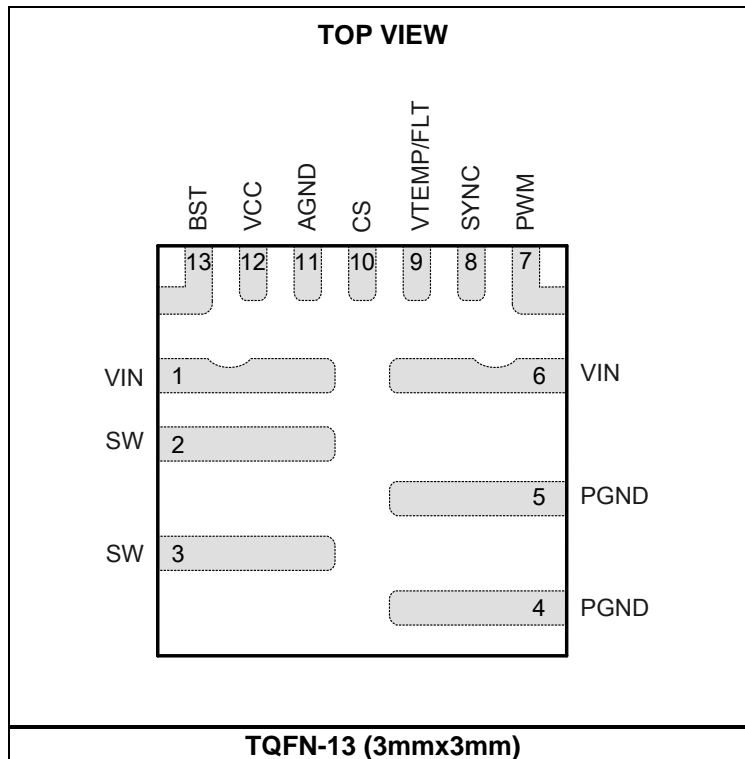 TOP VIEW
BST
VCC
AGND
CS
VTEMP/FLT
SYNC
PWM
13 12 11 10 9 8 7
VIN 1 6 VIN
SW 2
5 PGND
SW 3
4 PGND
TQFN-13 (3mmx3mm)